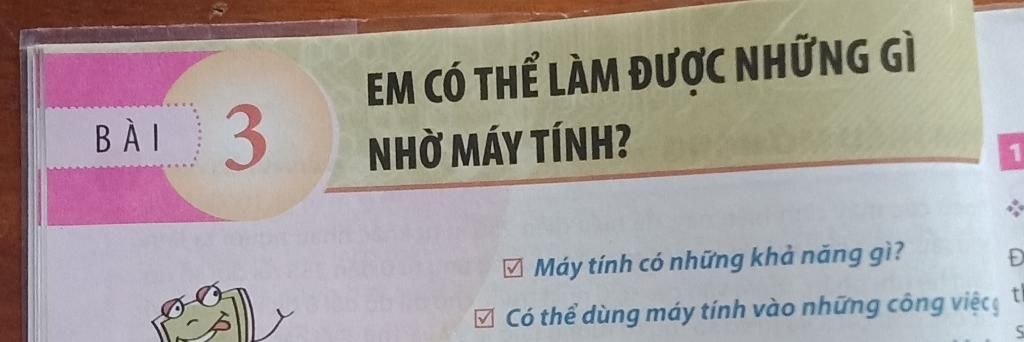 BÀI 3
EM CÓ THỂ LÀM ĐƯỢC NHỮNG GÌ
NHỜ MÁY TÍNH?
1
Máy tính có những khả năng gì?
Có thể dùng máy tính vào những công việc